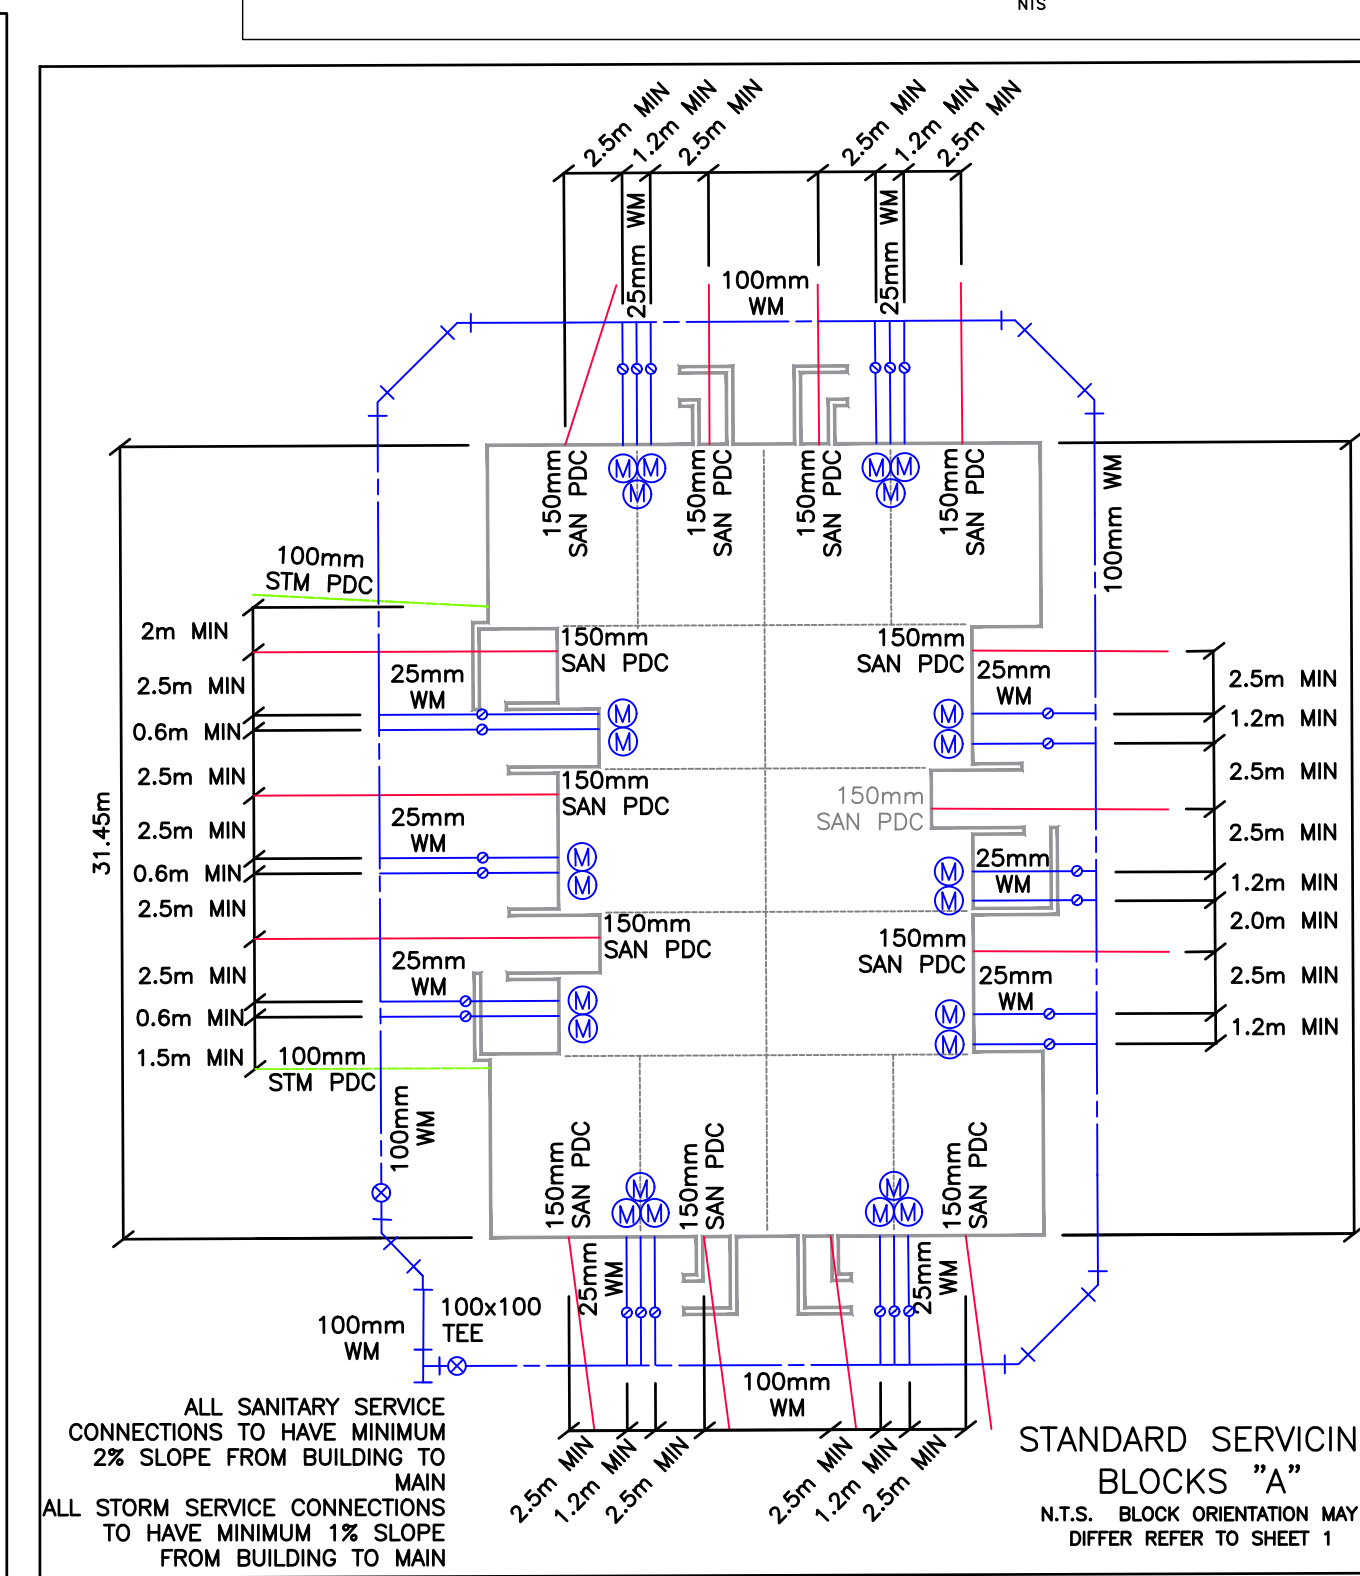 NTS
2.5m MIN
1.2m MIN
2.5m MIN
2.5m MIN
1.2m MIN
2.5m MIN
25mm WM
100mm
WM
25mm WM
150mm
SAN PDC
M
M
M
150mm
SAN PDC
150mm
SAN PDC
M
M
M
150mm
SAN PDC
100mm WM
100mm
STM PDC
31.45m
2m MIN
2.5m MIN
0.6m MIN
2.5m MIN
2.5m MIN
0.6m MIN
2.5m MIN
2.5m MIN
0.6m MIN
1.5m MIN
150mm
SAN PDC
25mm
WM
M
M
150mm
SAN PDC
25mm
WM
M
M
150mm
SAN PDC
25mm
WM
M
M
100mm
STM PDC
100mm
WM
150mm
SAN PDC
25mm
WM
M
M
150mm
SAN PDC
25mm
WM
M
M
150mm
SAN PDC
25mm
WM
M
M
2.5m MIN
1.2m MIN
2.5m MIN
2.5m MIN
1.2m MIN
2.0m MIN
2.5m MIN
1.2m MIN
150mm
SAN PDC
M
M
M
150mm
SAN PDC
M
M
M
150mm
SAN PDC
25mm
WM
25mm
WM
100x100
TEE
100mm
WM
100mm
WM
2.5m MIN
1.2m MIN
2.5m MIN
2.5m MIN
1.2m MIN
2.5m MIN
ALL SANITARY SERVICE
CONNECTIONS TO HAVE MINIMUM
2% SLOPE FROM BUILDING TO
MAIN
ALL STORM SERVICE CONNECTIONS
TO HAVE MINIMUM 1% SLOPE
FROM BUILDING TO MAIN
STANDARD SERVICIN
BLOCKS "A"
N.T.S. BLOCK ORIENTATION MAY
DIFFER REFER TO SHEET 1